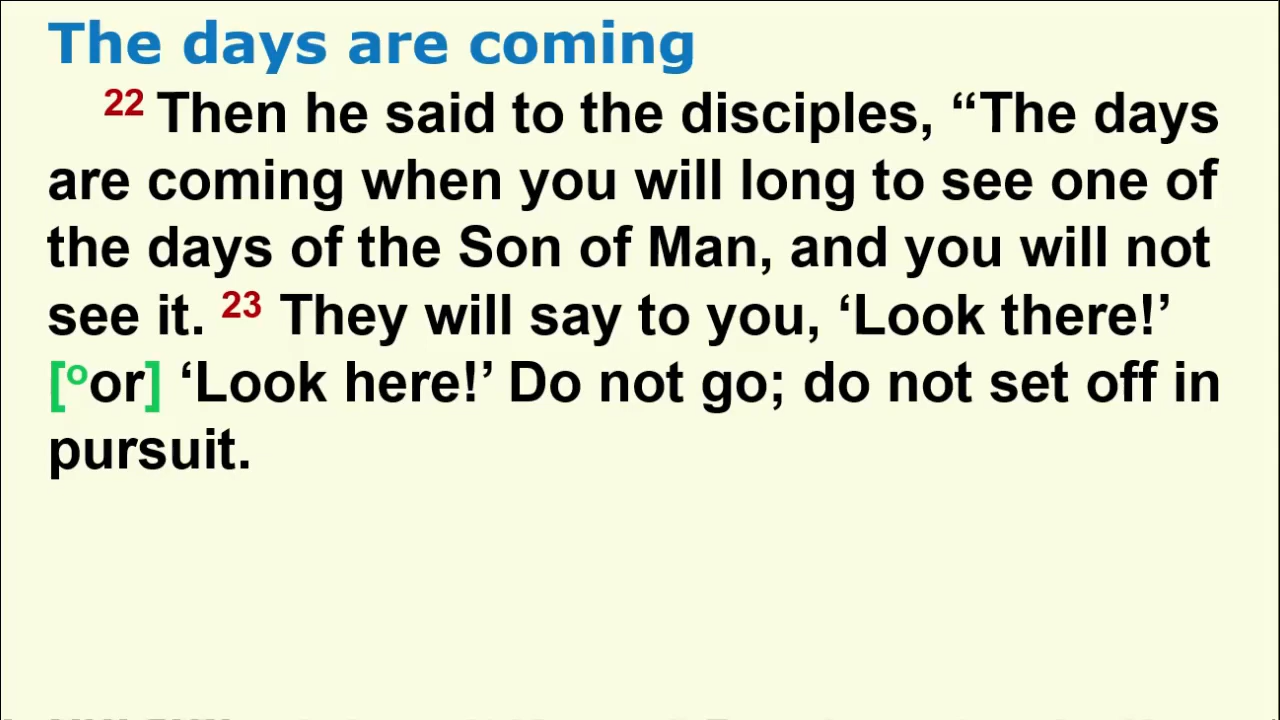 The days are coming
22 Then he said to the disciples, “The days
are coming when you will long to see one of
the days of the Son of Man, and you will not
see it. 23 They will say to you, ‘Look there!’
[oor] ‘Look here!’ Do not go; do not set off in
pursuit.